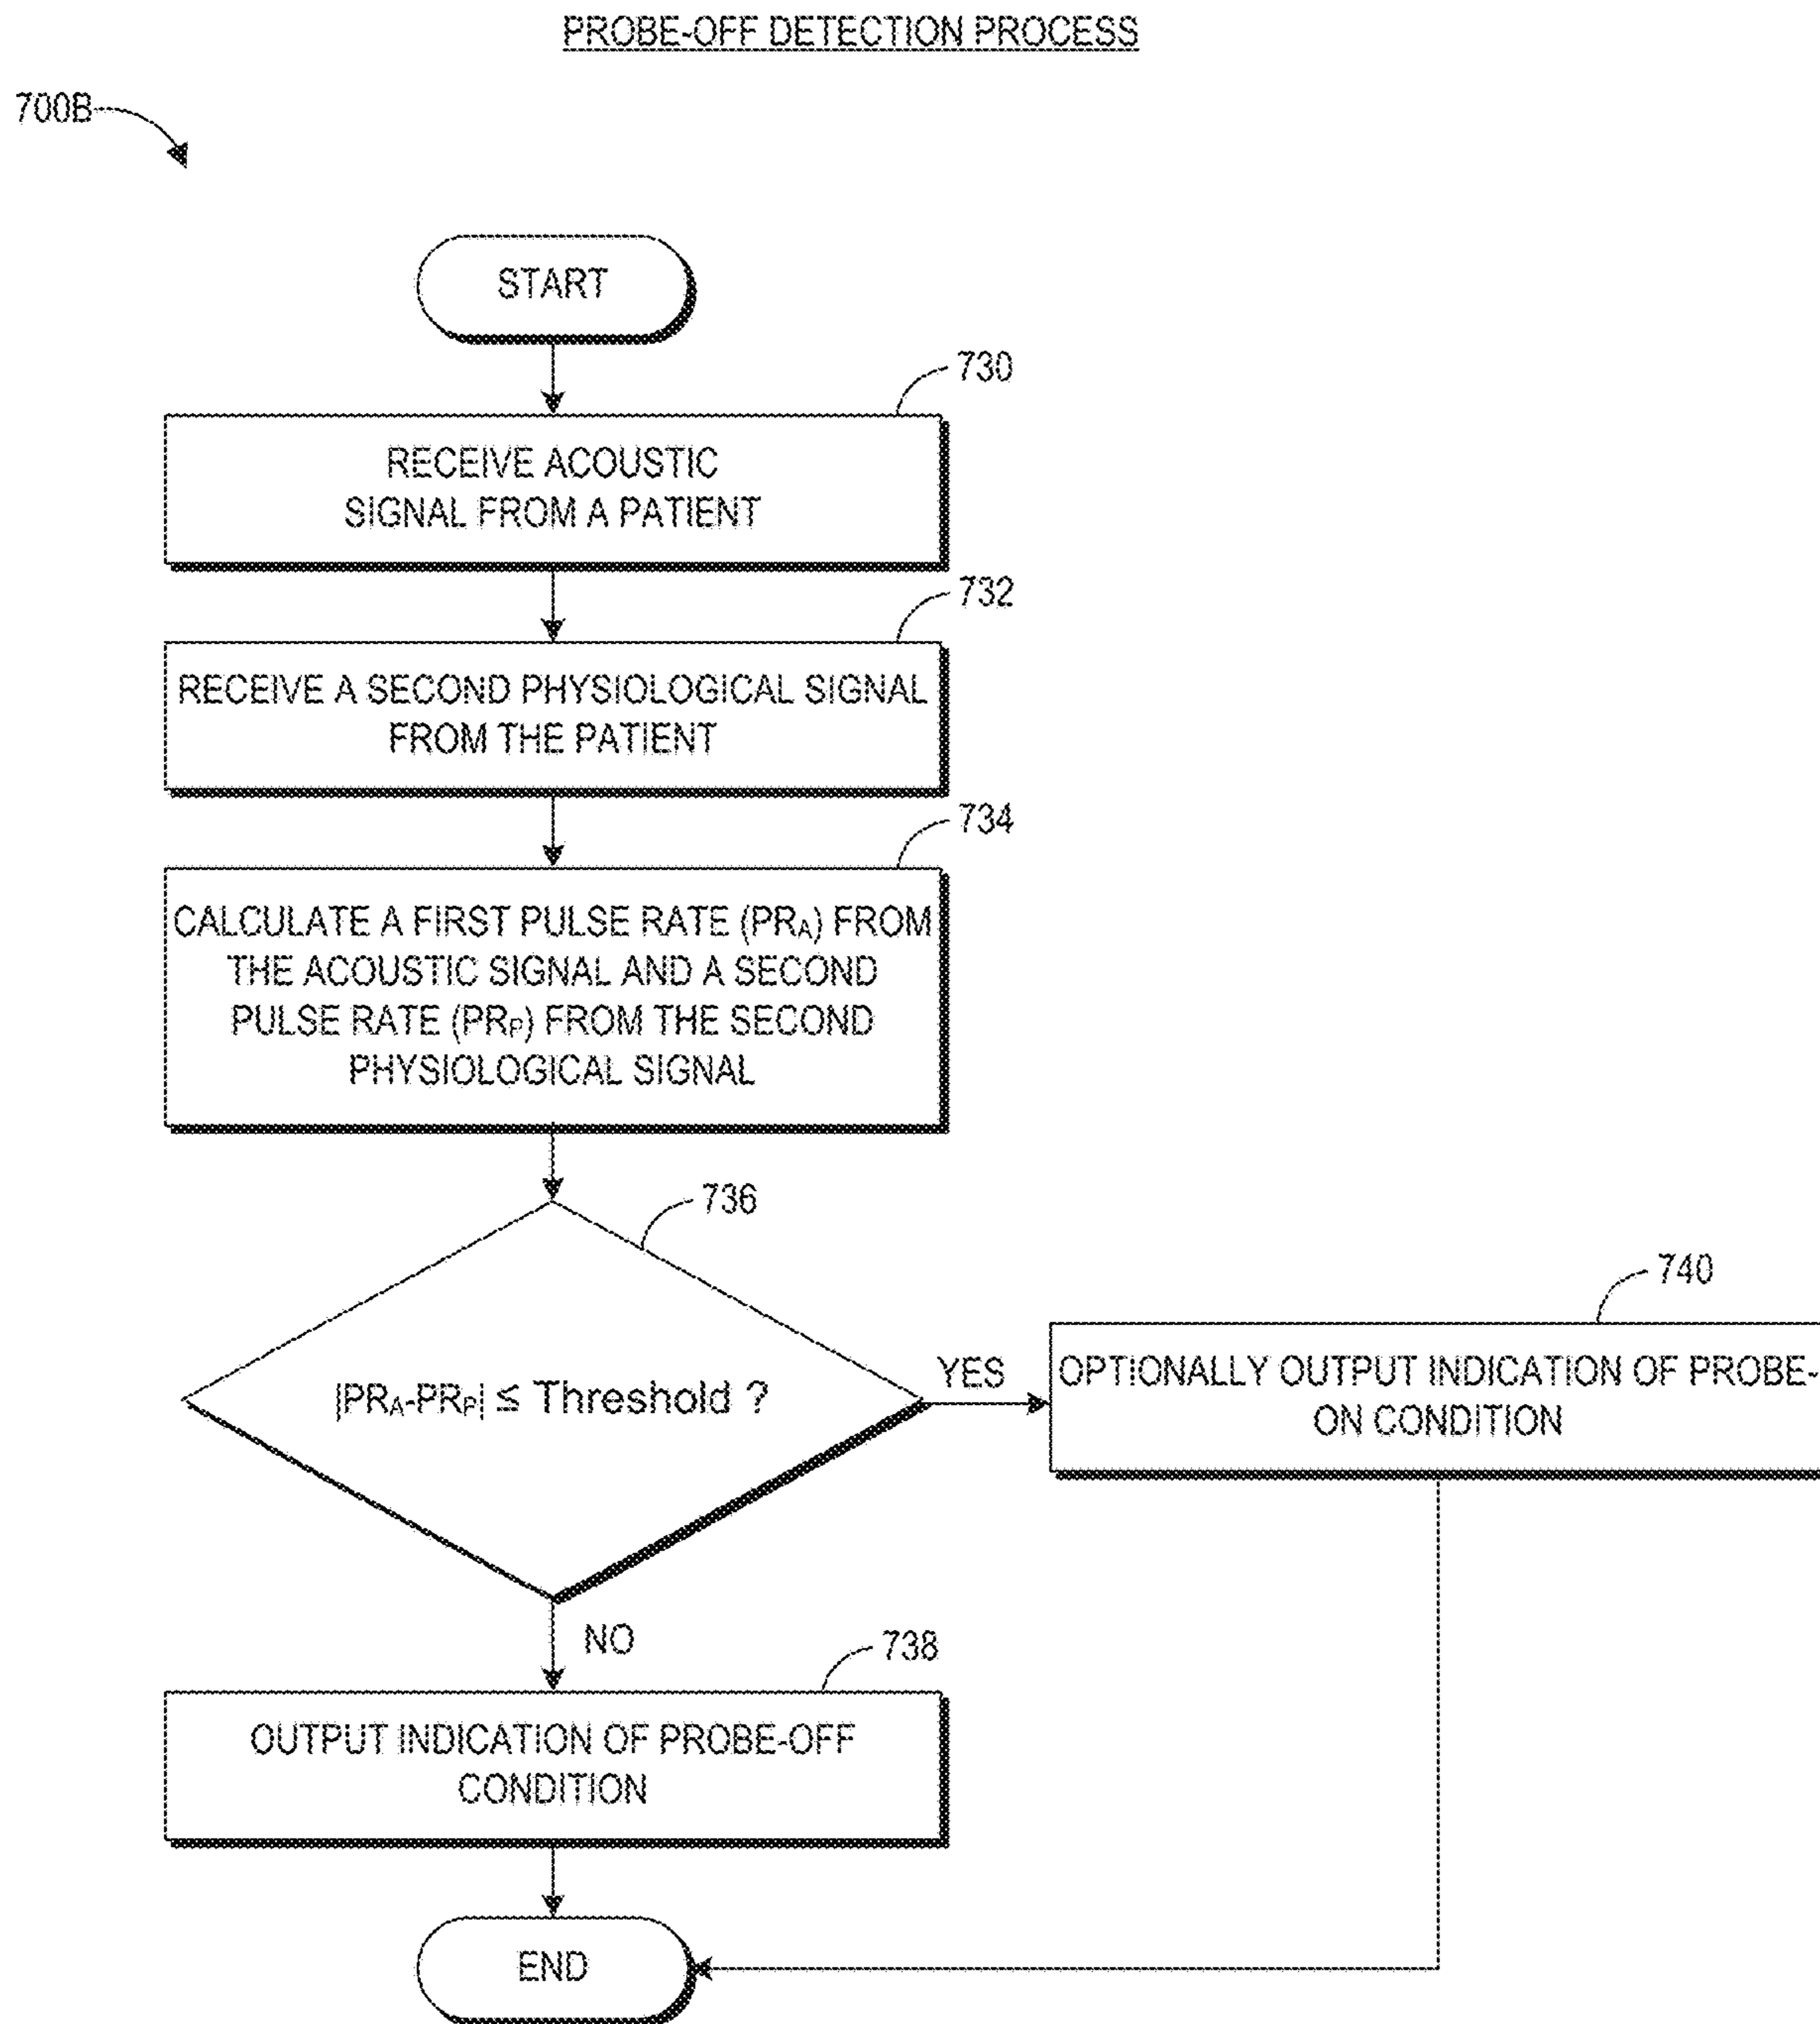 PROBE-OFF DETECTION PROCESS
700B
START
730
RECEIVE ACOUSTIC
SIGNAL FROM A PATIENT
732
RECEIVE A SECOND PHYSIOLOGICAL SIGNAL
FROM THE PATIENT
734
CALCULATE A FIRST PULSE RATE (PRA) FROM
THE ACOUSTIC SIGNAL AND A SECOND
PULSE RATE (PRP) FROM THE SECOND
PHYSIOLOGICAL SIGNAL
736
|PRA-PRP| ≤ Threshold ?
YES
740
OPTIONALLY OUTPUT INDICATION OF PROBE-
ON CONDITION
NO
738
OUTPUT INDICATION OF PROBE-OFF
CONDITION
END